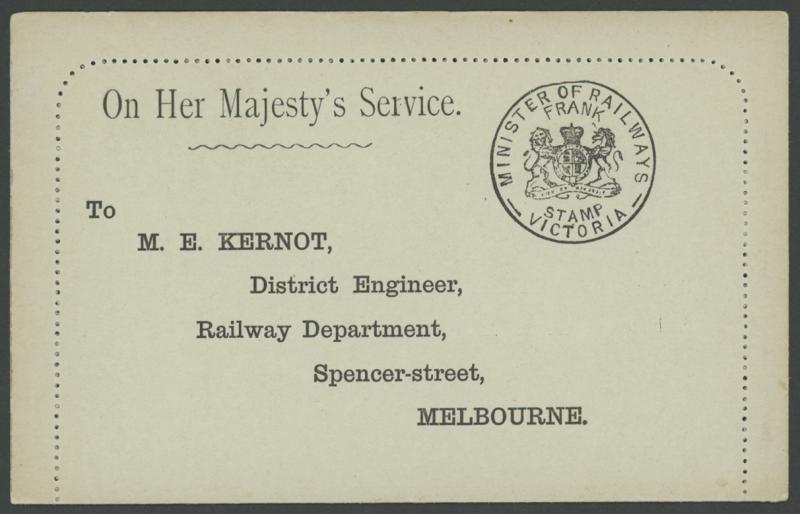 On Her Majesty's Service.
MINISTER OF RAILWAYS
FRANK
STAMP
VICTORIA
To
M. E. KERNOT,
District Engineer,
Railway Department,
Spencer-street,
MELBOURNE.